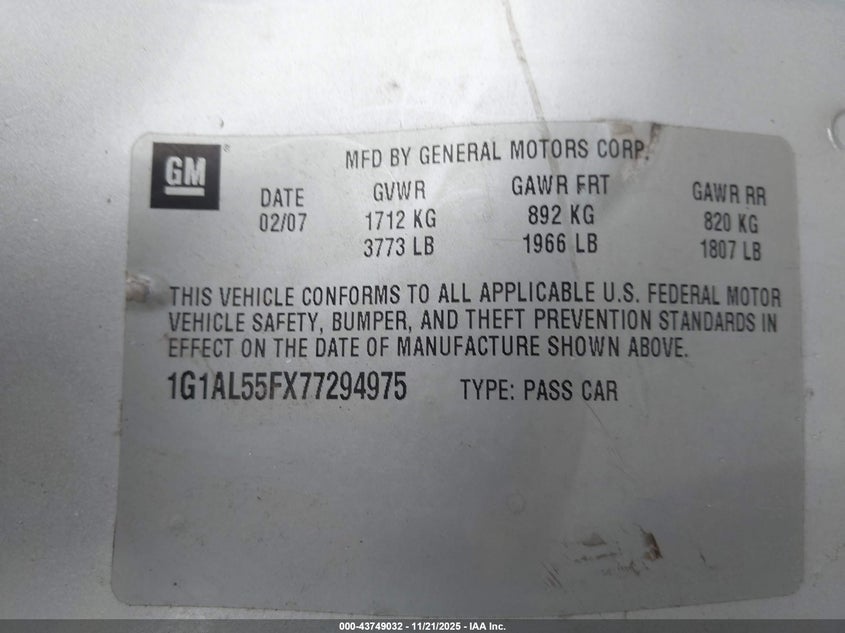 GM®
MFD BY GENERAL MOTORS CORP.
DATE GVWR GAWR FRT GAWR RR
02/07 1712 KG 892 KG 820 KG
3773 LB 1966 LB 1807 LB
THIS VEHICLE CONFORMS TO ALL APPLICABLE U.S. FEDERAL MOTOR
VEHICLE SAFETY, BUMPER, AND THEFT PREVENTION STANDARDS IN
EFFECT ON THE DATE OF MANUFACTURE SHOWN ABOVE.
1G1AL55FX77294975 TYPE: PASS CAR
000-43749032 - 11/21/2025 - IAA Inc.